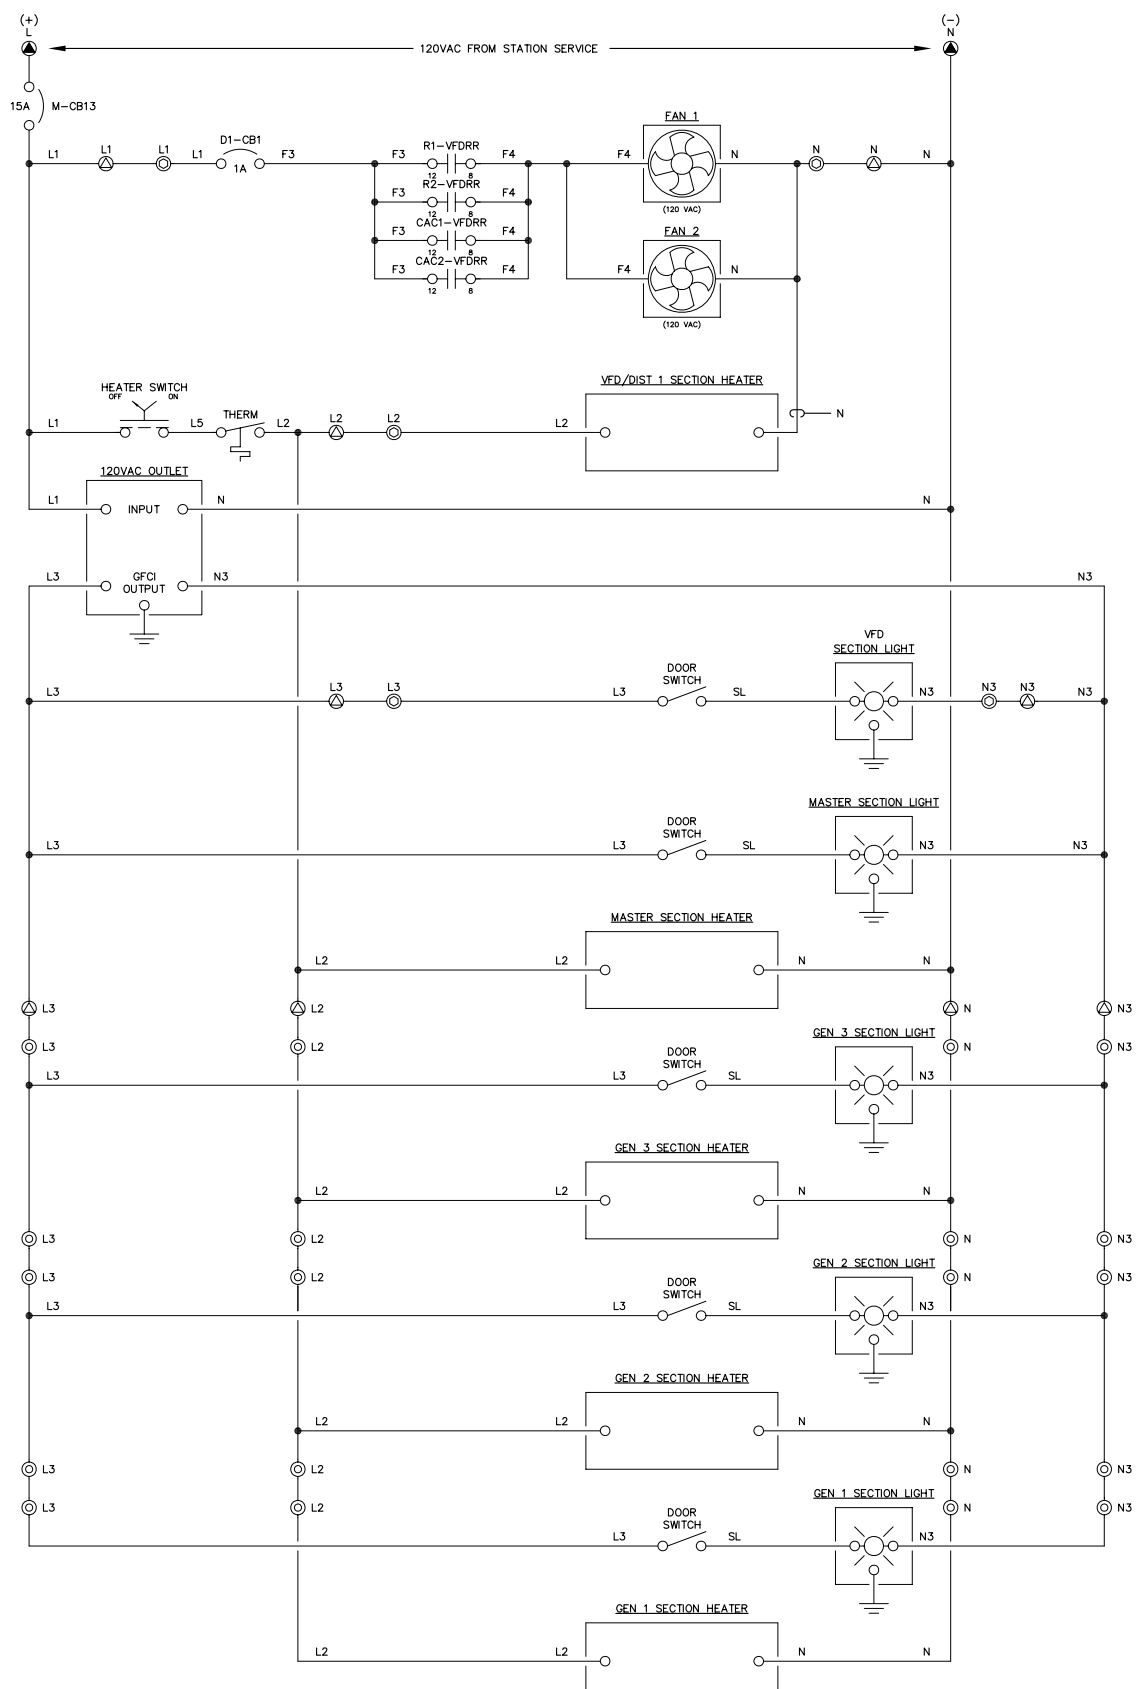 (+)
L
(-)
N
120VAC FROM STATION SERVICE
15A M-CB13
L1 L1 L1 L1 D1-CB1 1A F3
F3 R1-VFDRR F4
12 8
F3 R2-VFDRR F4
12 8
F3 CAC1-VFDRR F4
12 8
F3 CAC2-VFDRR F4
12 8
FAN 1
F4 N N N N
(120 VAC)
FAN 2
F4 N
(120 VAC)
HEATER SWITCH
OFF ON
L1 L5 THERM L2 L2 L2 L2
VFD/DIST 1 SECTION HEATER
N
120VAC OUTLET
L1 INPUT N N
L3 GFCI N3 N3
OUTPUT
VFD
SECTION LIGHT
DOOR
SWITCH
L3 L3 L3 L3 SL N3 N3 N3 N3
MASTER SECTION LIGHT
DOOR
SWITCH
L3 L3 SL N3 N3
MASTER SECTION HEATER
L2 L2 N N
L3 L2 N N3
L3 L2 N N3
GEN 3 SECTION LIGHT
DOOR
SWITCH
L3 L3 SL N3
GEN 3 SECTION HEATER
L2 L2 N N
L3 L2 N N3
L3 L2 N N3
GEN 2 SECTION LIGHT
DOOR
SWITCH
L3 L3 SL N3
GEN 2 SECTION HEATER
L2 L2 N N
L3 L2 N N3
L3 L2 N N3
GEN 1 SECTION LIGHT
DOOR
SWITCH
L3 SL N3
GEN 1 SECTION HEATER
L2 L2 N N